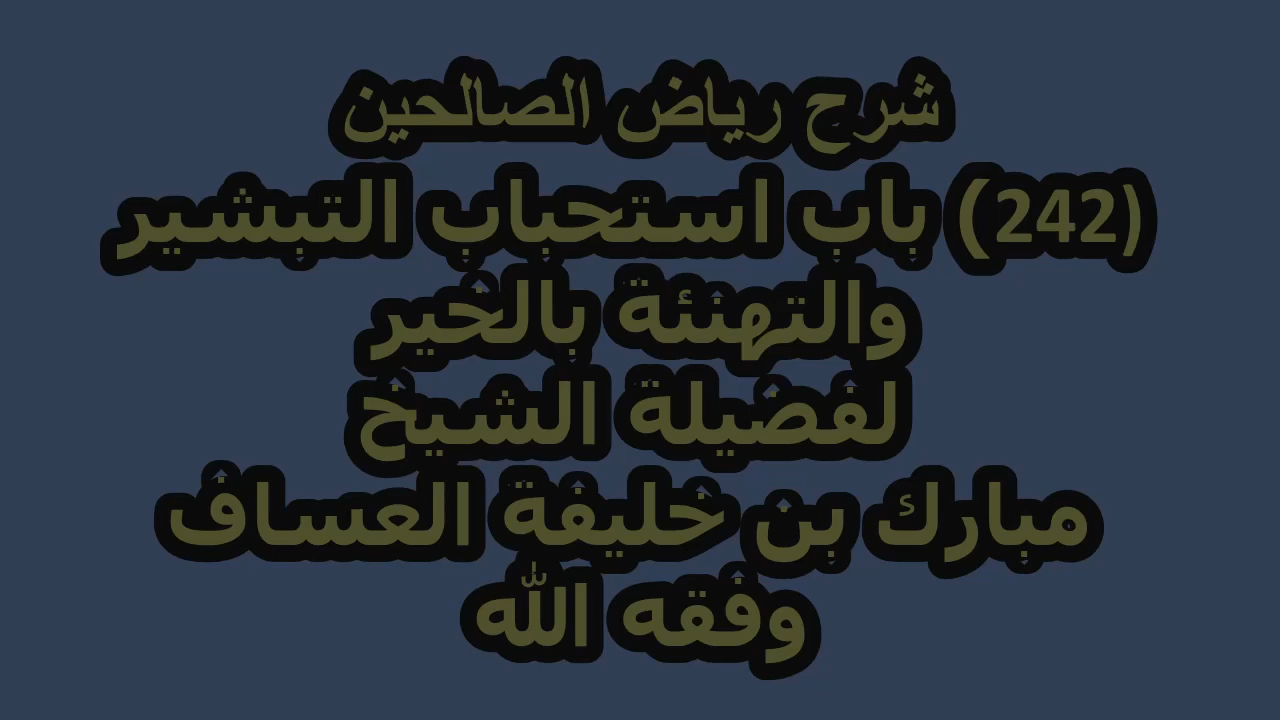 شرح رياض الصالحين
(242) باب استحباب التبشير
والتهنئة بالخير
لفضيلة الشيخ
مبارك بن خليفة العساف
وفقه الله